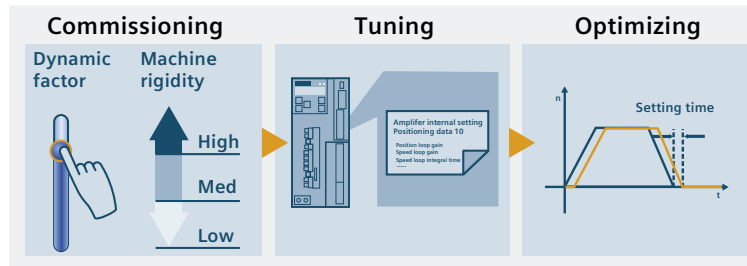 Commissioning
Tuning
Optimizing
Dynamic
factor
Machine
rigidity
High
Med
Low
Amplifer internal setting
Positioning data 10
Position loop gain
Speed loop gain
Speed loop integral time
.....
n
Setting time
t